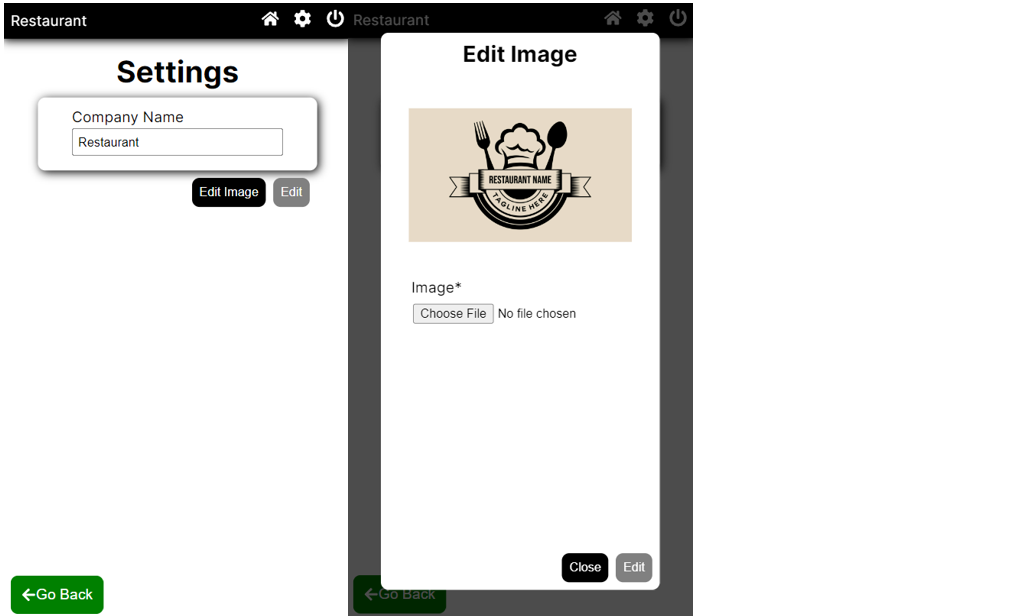 Restaurant
Settings
Company Name
Restaurant
Edit Image
Edit
Go Back
Restaurant
Edit Image
RESTAURANT NAME
TAGLINE HERE
Image*
Choose File No file chosen
Close
Edit
Go Back